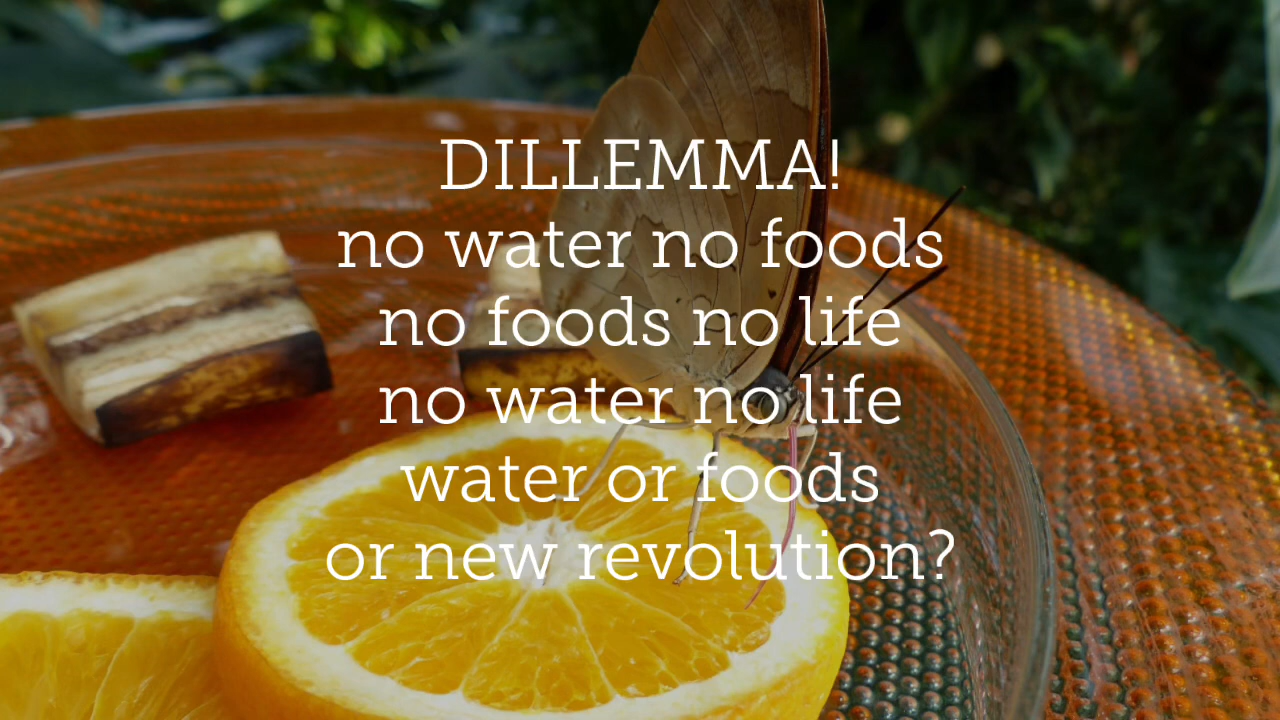 DILLEMMA!
no water no foods
no foods no life
no water no life
water or foods
or new revolution?